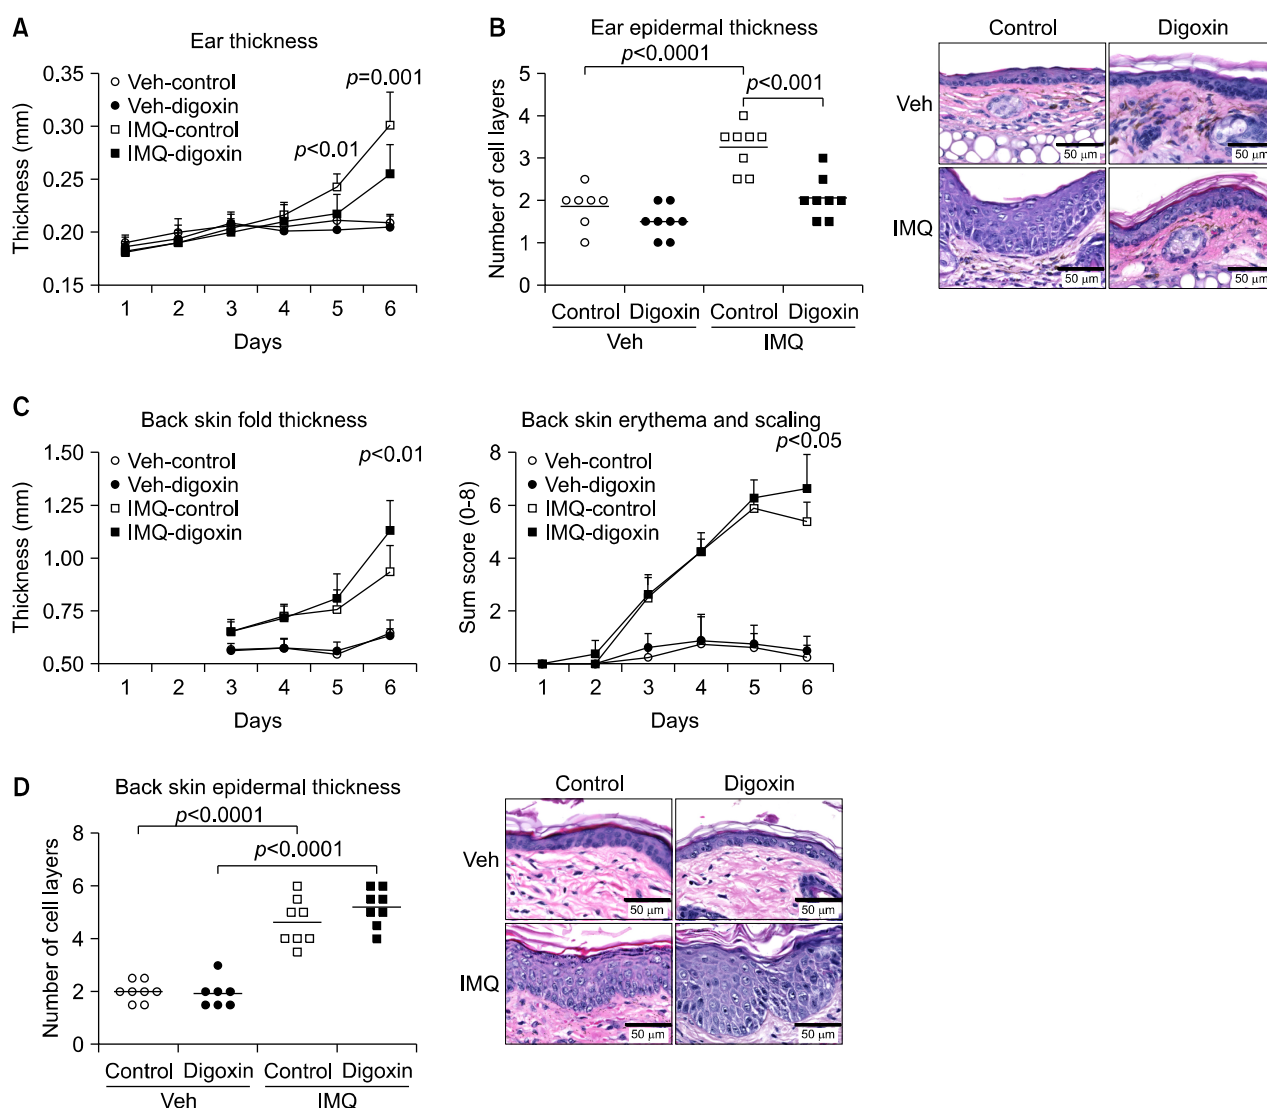 A
Ear thickness
Thickness (mm)
0.35
0.30
0.25
0.20
0.15
Veh-control
Veh-digoxin
IMQ-control
IMQ-digoxin
p<0.01
p=0.001
1 2 3 4 5 6
Days
B
Ear epidermal thickness
p<0.0001
p<0.001
Number of cell layers
5
4
3
2
1
0
Control Digoxin Control Digoxin
Veh IMQ
Control Digoxin
Veh
50 μm 50 μm
IMQ
50 μm 50 μm
C
Back skin fold thickness
Thickness (mm)
1.50
1.25
1.00
0.75
0.50
Veh-control
Veh-digoxin
IMQ-control
IMQ-digoxin
p<0.01
1 2 3 4 5 6
Days
Back skin erythema and scaling
p<0.05
Sum score (0-8)
8
6
4
2
0
Veh-control
Veh-digoxin
IMQ-control
IMQ-digoxin
1 2 3 4 5 6
Days
D
Back skin epidermal thickness
p<0.0001
p<0.0001
Number of cell layers
8
6
4
2
0
Control Digoxin Control Digoxin
Veh IMQ
Control Digoxin
Veh
50 μm 50 μm
IMQ
50 μm 50 μm